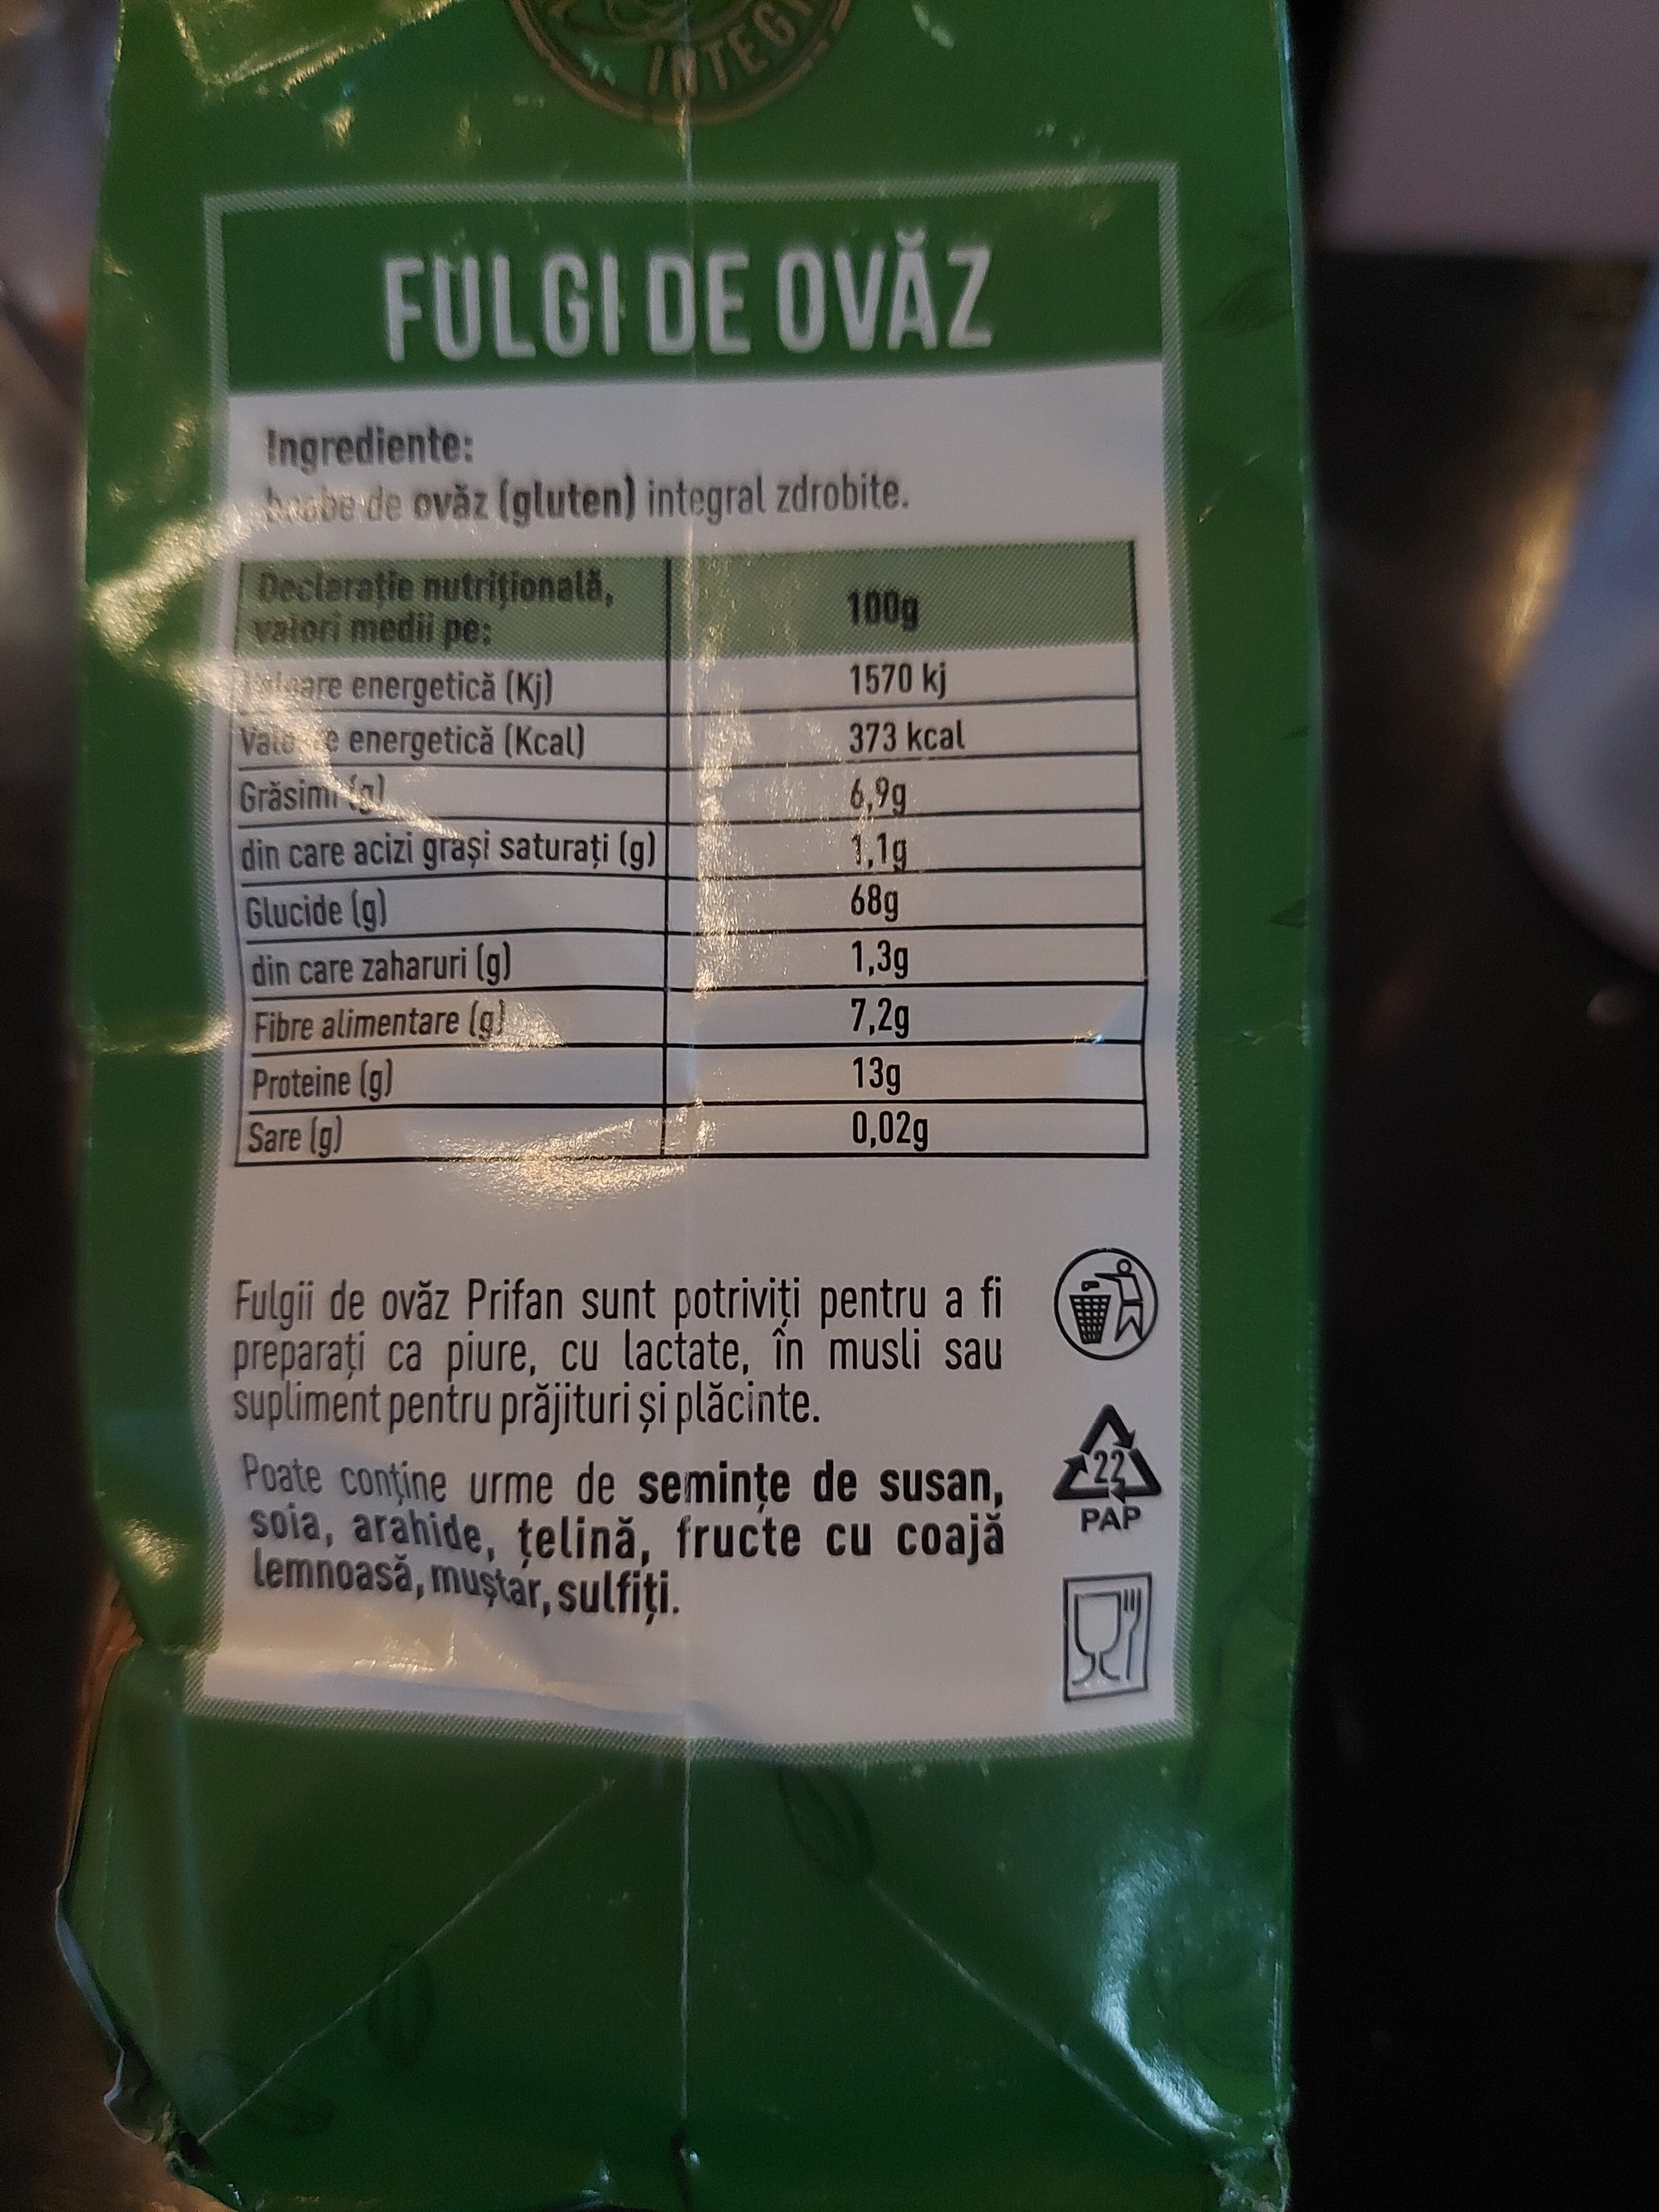 INTEGR
FULGI DE OVĂZ
Ingrediente:
boabe de ovăz (gluten) integral zdrobite.
Declarație nutrițională, 100g
valori medii pe:
Valoare energetică (Kj) 1570 kj
Valoare energetică (Kcal) 373 kcal
Grăsimi (g) 6,9g
din care acizi grași saturați (g) 1,1g
Glucide (g) 68g
din care zaharuri (g) 1,3g
Fibre alimentare (g) 7,2g
Proteine (g) 13g
Sare (g) 0,02g
Fulgii de ovăz Prifan sunt potriviți pentru a fi
preparați ca piure, cu lactate, în musli sau
supliment pentru prăjituri și plăcinte.
Poate conține urme de semințe de susan,
soia, arahide, țelină, fructe cu coajă
lemnoasă, muștar, sulfiți.
22
PAP